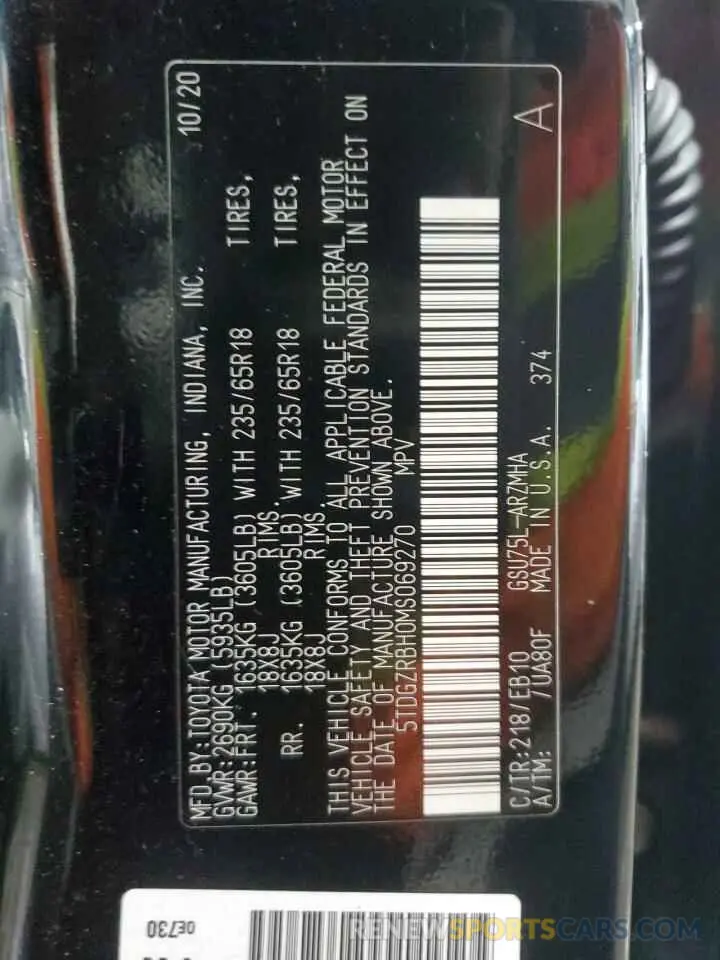 MFD.BY:TOYOTA MOTOR MANUFACTURING, INDIANA, INC. 10/20
GVWR:2690KG (5935LB)
GAWR:FRT. 1635KG (3605LB) WITH 235/65R18 TIRES,
18X8J RIMS.
RR. 1635KG (3605LB) WITH 235/65R18 TIRES,
18X8J RIMS.
THIS VEHICLE CONFORMS TO ALL APPLICABLE FEDERAL MOTOR
VEHICLE SAFETY AND THEFT PREVENTION STANDARDS IN EFFECT ON
THE DATE OF MANUFACTURE SHOWN ABOVE.
5TDGZRBH0MS069270 MPV
C/TR:218/EB10 GSU75L-ARZMHA
A/TM: /UA80F MADE IN U.S.A. 374 A
0E730
RENEWSPORTSCARS.COM